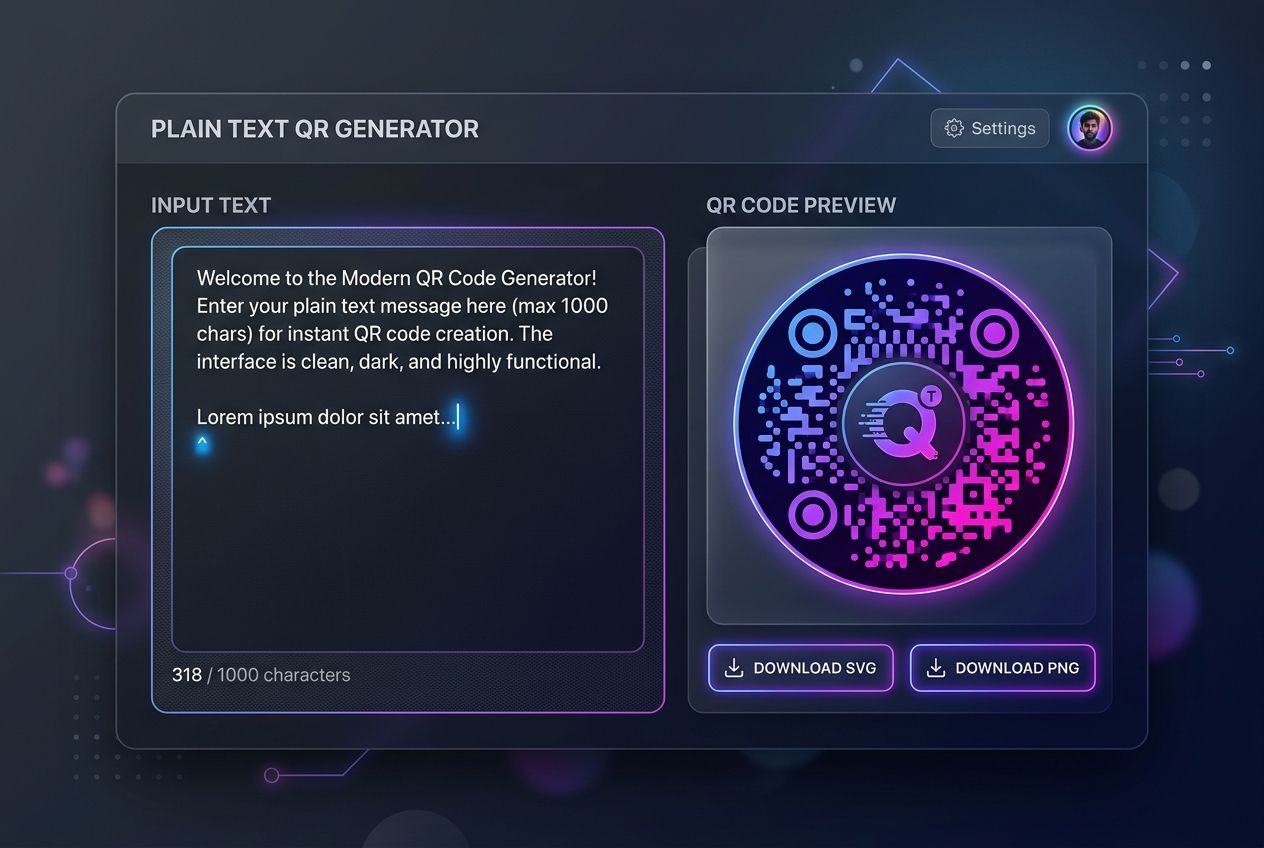 PLAIN TEXT QR GENERATOR
Settings
INPUT TEXT
Welcome to the Modern QR Code Generator!
Enter your plain text message here (max 1000
chars) for instant QR code creation. The
interface is clean, dark, and highly functional.
Lorem ipsum dolor sit amet...
^
318 / 1000 characters
QR CODE PREVIEW
Q
T
DOWNLOAD SVG
DOWNLOAD PNG